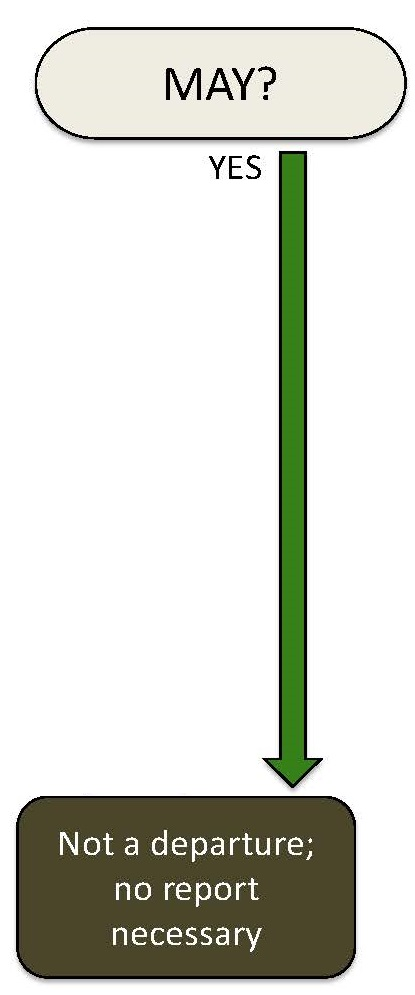 MAY?
YES
Not a departure;
no report
necessary